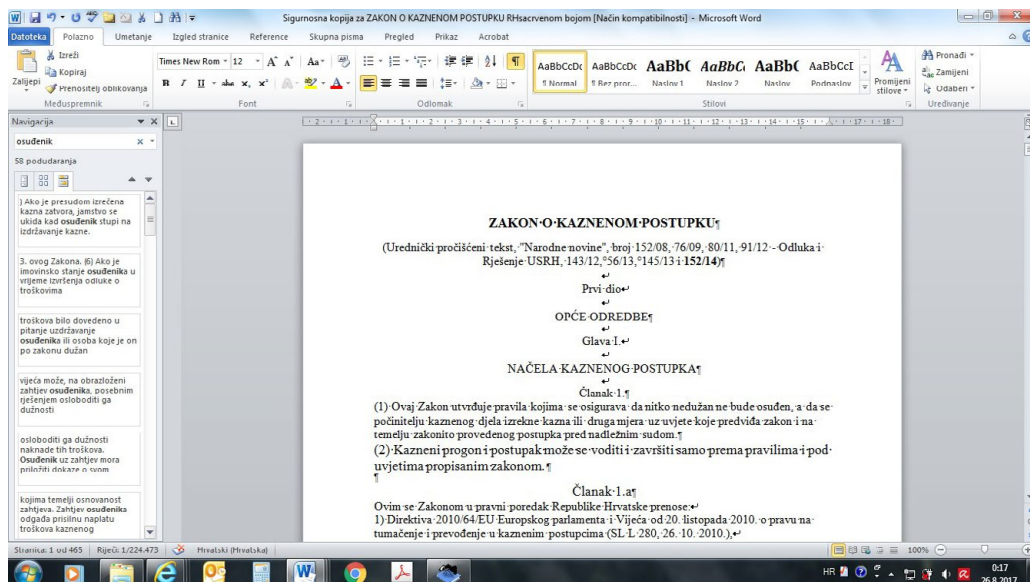 Sigurnosna kopija za ZAKON O KAZNENOM POSTUPKU RHsacrvenom bojom [Način kompatibilnosti] - Microsoft Word
Datoteka Polazno Umetanje Izgled stranice Reference Skupna pisma Pregled Prikaz Acrobat
Zalijepi
Izreži
Kopiraj
Prenositelj oblikovanja
Međuspremnik
Times New Rom 12
Font
Odlomak
AaBbCcDc AaBbCcDc AaBb( AaBbC AaBb( AaBbCcI
¶ Normal ¶ Bez pror... Naslov 1 Naslov 2 Naslov Podnaslov
Promijeni stilove
Stilovi
Pronađi
Zamijeni
Odaberi
Uređivanje
Navigacija
osuđenik
58 podudaranja
) Ako je presudom izrečena
kazna zatvora, jamstvo se
ukida kad osuđenik stupi na
izdržavanje kazne.
3. ovog Zakona. (6) Ako je
imovinsko stanje osuđenika u
vrijeme izvršenja odluke o
troškovima
troškova bilo dovedeno u
pitanje uzdržavanje
osuđenika ili osoba koje je on
po zakonu dužan
vijeća može, na obrazloženi
zahtjev osuđenika, posebnim
rješenjem osloboditi ga
dužnosti
osloboditi ga dužnosti
naknade tih troškova.
Osuđenik uz zahtjev mora
priložiti dokaze o svom
kojima temelji osnovanost
zahtjeva. Zahtjev osuđenika
odgađa prisilnu naplatu
troškova kaznenog
ZAKON·O·KAZNENOM·POSTUPKU¶
(Urednički·pročišćeni·tekst,·"Narodne·novine",·broj·152/08,·76/09,·80/11,·91/12·-·Odluka·i·
Rješenje·USRH,·143/12,°56/13,°145/13·i·152/14)¶
Prvi·dio↵
OPĆE·ODREDBE¶
Glava·I.↵
NAČELA·KAZNENOG·POSTUPKA¶
Članak·1.¶
(1)·Ovaj·Zakon·utvrđuje·pravila·kojima·se·osigurava·da·nitko·nedužan·ne·bude·osuđen,·a·da·se·
počinitelju·kaznenog·djela·izrekne·kazna·ili·druga·mjera·uz·uvjete·koje·predviđa·zakon·i·na·
temelju·zakonito·provedenog·postupka·pred·nadležnim·sudom.¶
(2)·Kazneni·progon·i·postupak·može·se·voditi·i·završiti·samo·prema·pravilima·i·pod·
uvjetima·propisanim·zakonom.¶
Članak·1.a¶
Ovim·se·Zakonom·u·pravni·poredak·Republike·Hrvatske·prenose:↵
1)·Direktiva·2010/64/EU·Europskog·parlamenta·i·Vijeća·od·20.·listopada·2010.·o·pravu·na·
tumačenje·i·prevođenje·u·kaznenim·postupcima·(SL·L·280,·26.·10.·2010.),↵
Stranica: 1 od 465 Riječi: 1/224.473 Hrvatski (Hrvatska) 100%
HR 0:17
26.8.2017